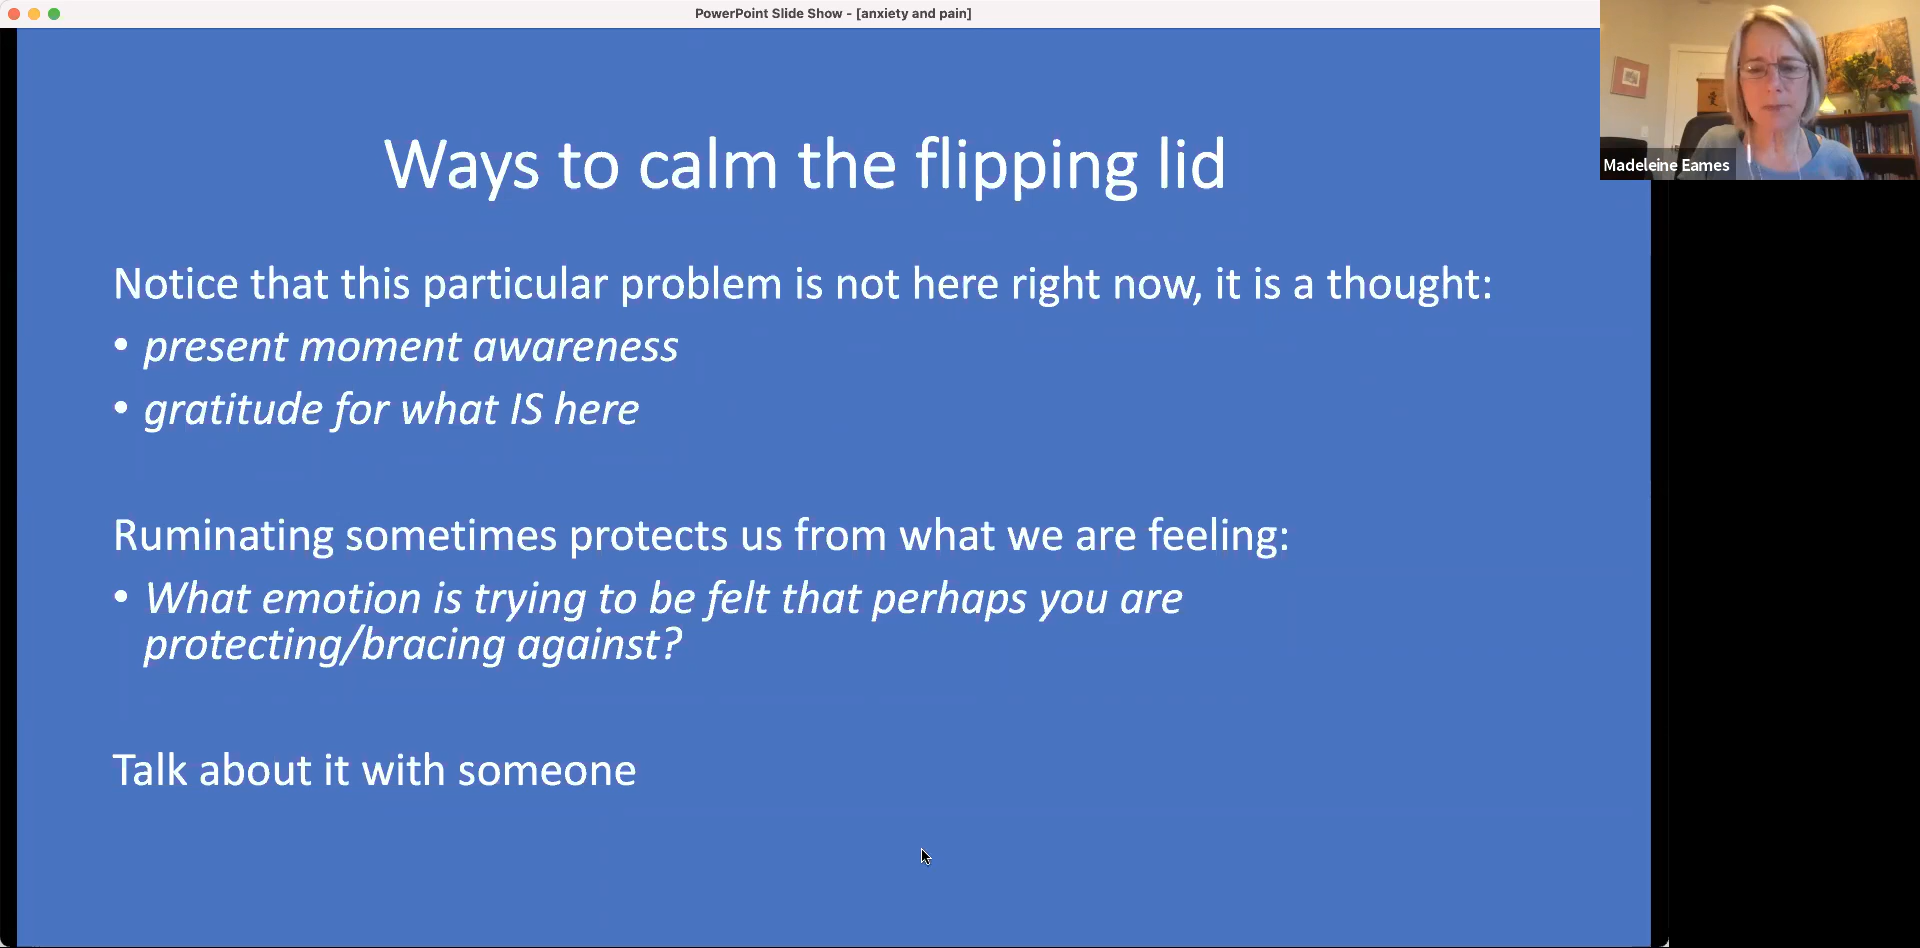 PowerPoint Slide Show - [anxiety and pain]
Madeleine Eames
Ways to calm the flipping lid
Notice that this particular problem is not here right now, it is a thought:
• present moment awareness
• gratitude for what IS here
Ruminating sometimes protects us from what we are feeling:
• What emotion is trying to be felt that perhaps you are
protecting/bracing against?
Talk about it with someone